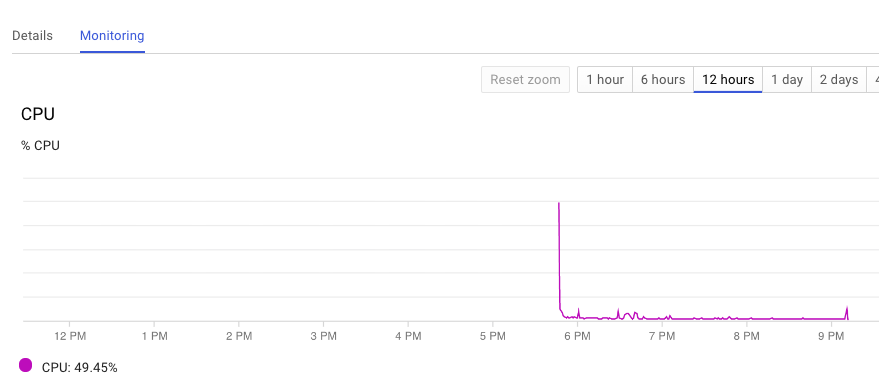 Details Monitoring
Reset zoom 1 hour 6 hours 12 hours 1 day 2 days
CPU
% CPU
12 PM 1 PM 2 PM 3 PM 4 PM 5 PM 6 PM 7 PM 8 PM 9 PM
CPU: 49.45%